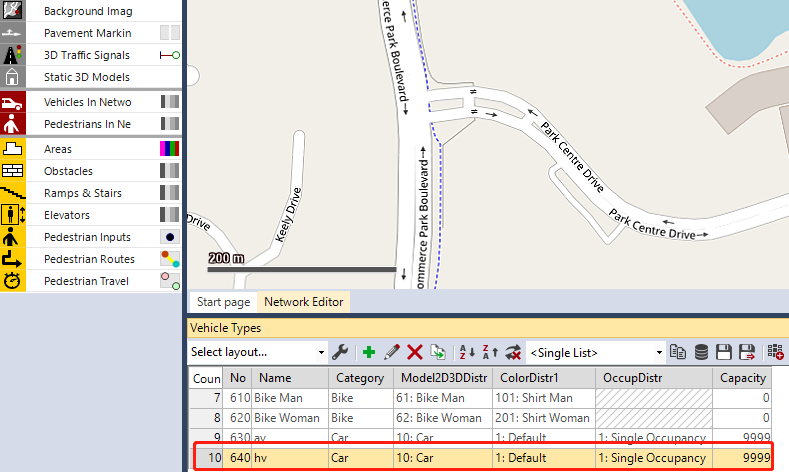 Background Imag
Pavement Markin
3D Traffic Signals
Static 3D Models
Vehicles In Netwo
Pedestrians In Ne
Areas
Obstacles
Ramps & Stairs
Elevators
Pedestrian Inputs
Pedestrian Routes
Pedestrian Travel
erce Park Boulevard
Park Centre Drive
Keely Drive
Drive
ommerce Park Boulevard
Park Centre Drive
200 m
Start page Network Editor
Vehicle Types
Select layout... <Single List>
Coun No Name Category Model2D3DDistr ColorDistr1 OccupDistr Capacity
7 610 Bike Man Bike 61: Bike Man 101: Shirt Man 0
8 620 Bike Woman Bike 62: Bike Woman 201: Shirt Woman 0
9 630 av Car 10: Car 1: Default 1: Single Occupancy 9999
10 640 hv Car 10: Car 1: Default 1: Single Occupancy 9999